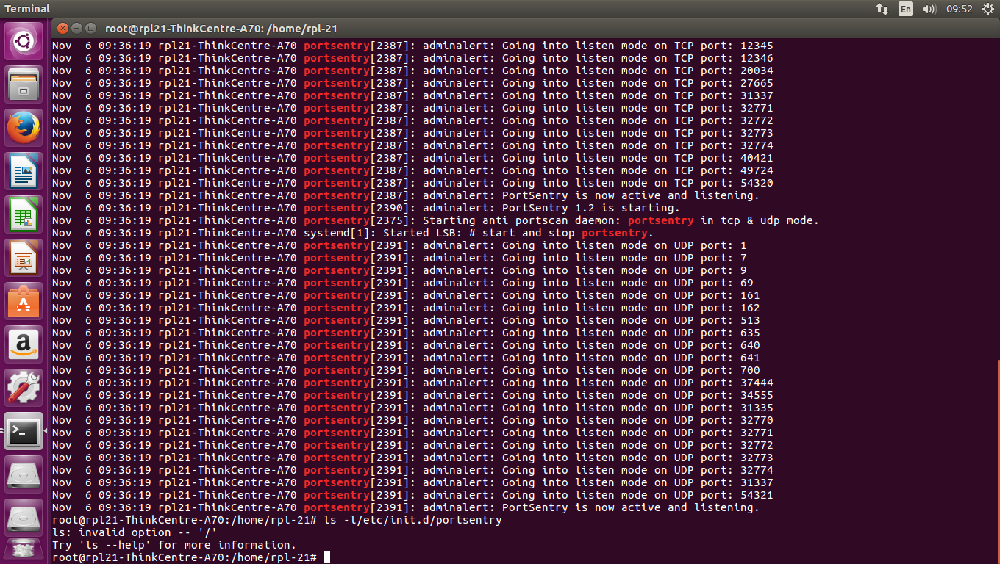 Terminal
En
09:52
root@rpl21-ThinkCentre-A70: /home/rpl-21
Nov  6 09:36:19 rpl21-ThinkCentre-A70 portsentry[2387]: adminalert: Going into listen mode on TCP port: 12345
Nov  6 09:36:19 rpl21-ThinkCentre-A70 portsentry[2387]: adminalert: Going into listen mode on TCP port: 12346
Nov  6 09:36:19 rpl21-ThinkCentre-A70 portsentry[2387]: adminalert: Going into listen mode on TCP port: 20034
Nov  6 09:36:19 rpl21-ThinkCentre-A70 portsentry[2387]: adminalert: Going into listen mode on TCP port: 27665
Nov  6 09:36:19 rpl21-ThinkCentre-A70 portsentry[2387]: adminalert: Going into listen mode on TCP port: 31337
Nov  6 09:36:19 rpl21-ThinkCentre-A70 portsentry[2387]: adminalert: Going into listen mode on TCP port: 32771
Nov  6 09:36:19 rpl21-ThinkCentre-A70 portsentry[2387]: adminalert: Going into listen mode on TCP port: 32772
Nov  6 09:36:19 rpl21-ThinkCentre-A70 portsentry[2387]: adminalert: Going into listen mode on TCP port: 32773
Nov  6 09:36:19 rpl21-ThinkCentre-A70 portsentry[2387]: adminalert: Going into listen mode on TCP port: 32774
Nov  6 09:36:19 rpl21-ThinkCentre-A70 portsentry[2387]: adminalert: Going into listen mode on TCP port: 40421
Nov  6 09:36:19 rpl21-ThinkCentre-A70 portsentry[2387]: adminalert: Going into listen mode on TCP port: 49724
Nov  6 09:36:19 rpl21-ThinkCentre-A70 portsentry[2387]: adminalert: Going into listen mode on TCP port: 54320
Nov  6 09:36:19 rpl21-ThinkCentre-A70 portsentry[2387]: adminalert: PortSentry is now active and listening.
Nov  6 09:36:19 rpl21-ThinkCentre-A70 portsentry[2390]: adminalert: PortSentry 1.2 is starting.
Nov  6 09:36:19 rpl21-ThinkCentre-A70 portsentry[2375]: Starting anti portscan daemon: portsentry in tcp & udp mode.
Nov  6 09:36:19 rpl21-ThinkCentre-A70 systemd[1]: Started LSB: # start and stop portsentry.
Nov  6 09:36:19 rpl21-ThinkCentre-A70 portsentry[2391]: adminalert: Going into listen mode on UDP port: 1
Nov  6 09:36:19 rpl21-ThinkCentre-A70 portsentry[2391]: adminalert: Going into listen mode on UDP port: 7
Nov  6 09:36:19 rpl21-ThinkCentre-A70 portsentry[2391]: adminalert: Going into listen mode on UDP port: 9
Nov  6 09:36:19 rpl21-ThinkCentre-A70 portsentry[2391]: adminalert: Going into listen mode on UDP port: 69
Nov  6 09:36:19 rpl21-ThinkCentre-A70 portsentry[2391]: adminalert: Going into listen mode on UDP port: 161
Nov  6 09:36:19 rpl21-ThinkCentre-A70 portsentry[2391]: adminalert: Going into listen mode on UDP port: 162
Nov  6 09:36:19 rpl21-ThinkCentre-A70 portsentry[2391]: adminalert: Going into listen mode on UDP port: 513
Nov  6 09:36:19 rpl21-ThinkCentre-A70 portsentry[2391]: adminalert: Going into listen mode on UDP port: 635
Nov  6 09:36:19 rpl21-ThinkCentre-A70 portsentry[2391]: adminalert: Going into listen mode on UDP port: 640
Nov  6 09:36:19 rpl21-ThinkCentre-A70 portsentry[2391]: adminalert: Going into listen mode on UDP port: 641
Nov  6 09:36:19 rpl21-ThinkCentre-A70 portsentry[2391]: adminalert: Going into listen mode on UDP port: 700
Nov  6 09:36:19 rpl21-ThinkCentre-A70 portsentry[2391]: adminalert: Going into listen mode on UDP port: 37444
Nov  6 09:36:19 rpl21-ThinkCentre-A70 portsentry[2391]: adminalert: Going into listen mode on UDP port: 34555
Nov  6 09:36:19 rpl21-ThinkCentre-A70 portsentry[2391]: adminalert: Going into listen mode on UDP port: 31335
Nov  6 09:36:19 rpl21-ThinkCentre-A70 portsentry[2391]: adminalert: Going into listen mode on UDP port: 32770
Nov  6 09:36:19 rpl21-ThinkCentre-A70 portsentry[2391]: adminalert: Going into listen mode on UDP port: 32771
Nov  6 09:36:19 rpl21-ThinkCentre-A70 portsentry[2391]: adminalert: Going into listen mode on UDP port: 32772
Nov  6 09:36:19 rpl21-ThinkCentre-A70 portsentry[2391]: adminalert: Going into listen mode on UDP port: 32773
Nov  6 09:36:19 rpl21-ThinkCentre-A70 portsentry[2391]: adminalert: Going into listen mode on UDP port: 32774
Nov  6 09:36:19 rpl21-ThinkCentre-A70 portsentry[2391]: adminalert: Going into listen mode on UDP port: 31337
Nov  6 09:36:19 rpl21-ThinkCentre-A70 portsentry[2391]: adminalert: Going into listen mode on UDP port: 54321
Nov  6 09:36:19 rpl21-ThinkCentre-A70 portsentry[2391]: adminalert: PortSentry is now active and listening.
root@rpl21-ThinkCentre-A70:/home/rpl-21# ls -l/etc/init.d/portsentry
ls: invalid option -- '/'
Try 'ls --help' for more information.
root@rpl21-ThinkCentre-A70:/home/rpl-21#